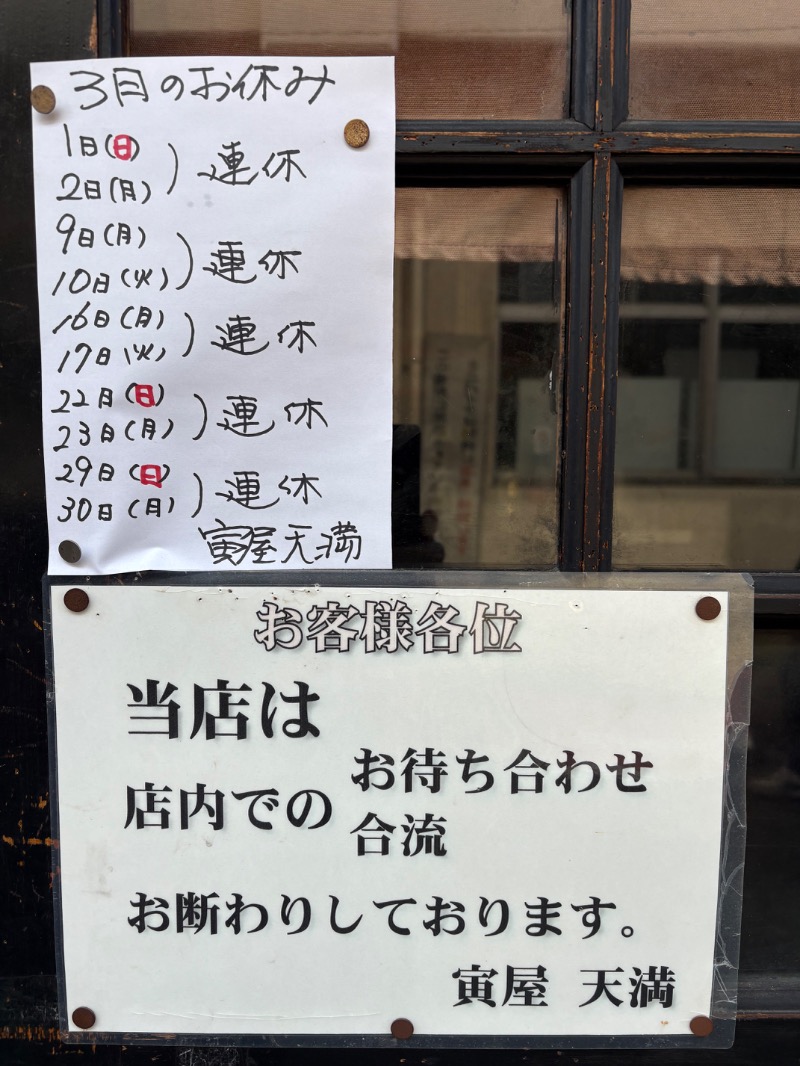 3月のお休み
1日(日)
2日(月) ) 連休
9日(月)
10日(火) ) 連休
16日(月)
17日(火) ) 連休
22日(日)
23日(月) ) 連休
29日(日)
30日(月) ) 連休
寅屋天満
お客様各位
当店は
店内での お待ち合わせ
合流
お断わりしております。
寅屋 天満